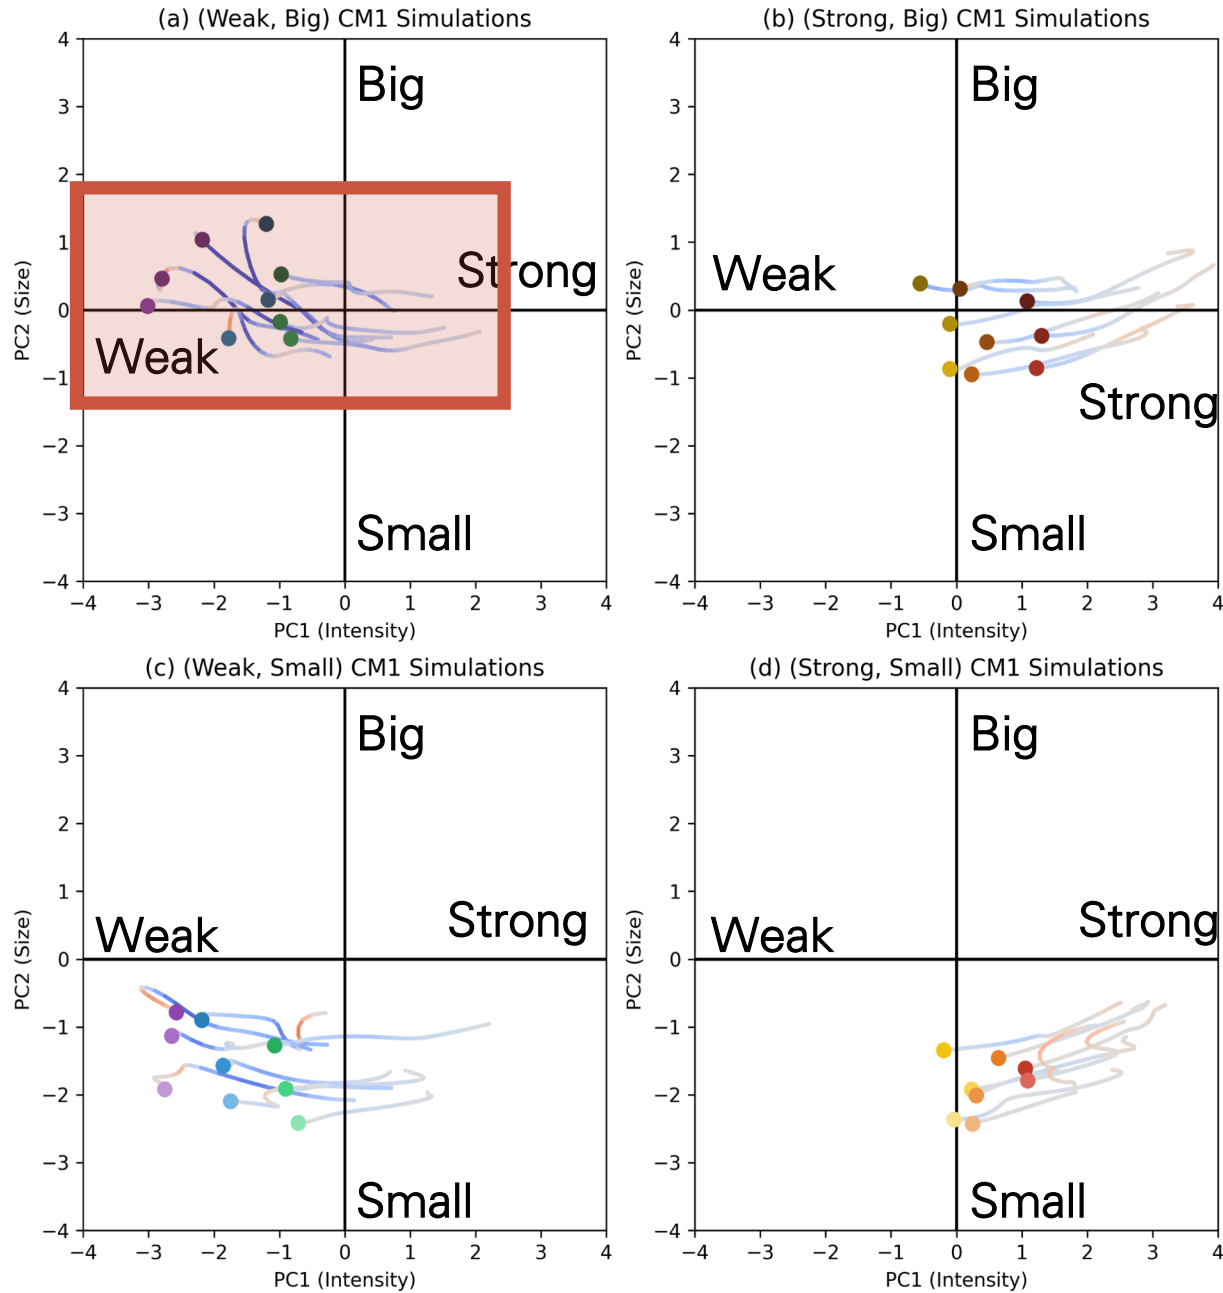 (a) (Weak, Big) CM1 Simulations
4
3
2
1
0
−1
−2
−3
−4
PC2 (Size)
Big
Strong
Weak
Small
−4 −3 −2 −1 0 1 2 3 4
PC1 (Intensity)
(b) (Strong, Big) CM1 Simulations
4
3
2
1
0
−1
−2
−3
−4
PC2 (Size)
Big
Weak
Strong
Small
−4 −3 −2 −1 0 1 2 3 4
PC1 (Intensity)
(c) (Weak, Small) CM1 Simulations
4
3
2
1
0
−1
−2
−3
−4
PC2 (Size)
Big
Strong
Weak
Small
−4 −3 −2 −1 0 1 2 3 4
PC1 (Intensity)
(d) (Strong, Small) CM1 Simulations
4
3
2
1
0
−1
−2
−3
−4
PC2 (Size)
Big
Weak Strong
Small
−4 −3 −2 −1 0 1 2 3 4
PC1 (Intensity)